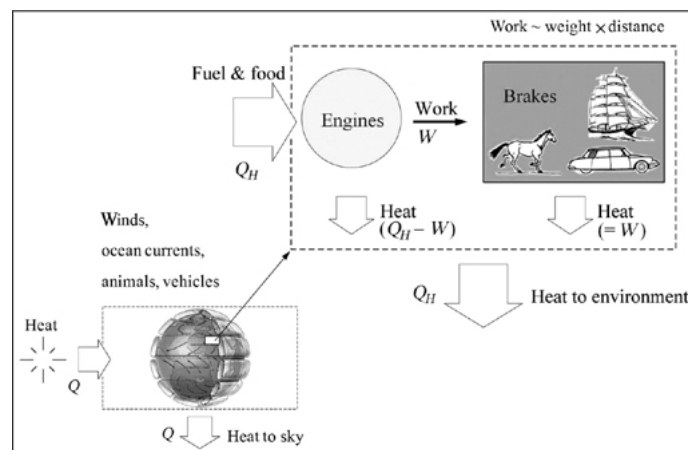 Work ~ weight × distance
Fuel & food
Q_H
Engines
Work
W
Brakes
Heat
(Q_H – W)
Heat
(= W)
Q_H
Heat to environment
Winds,
ocean currents,
animals, vehicles
Heat
Q
Q
Heat to sky